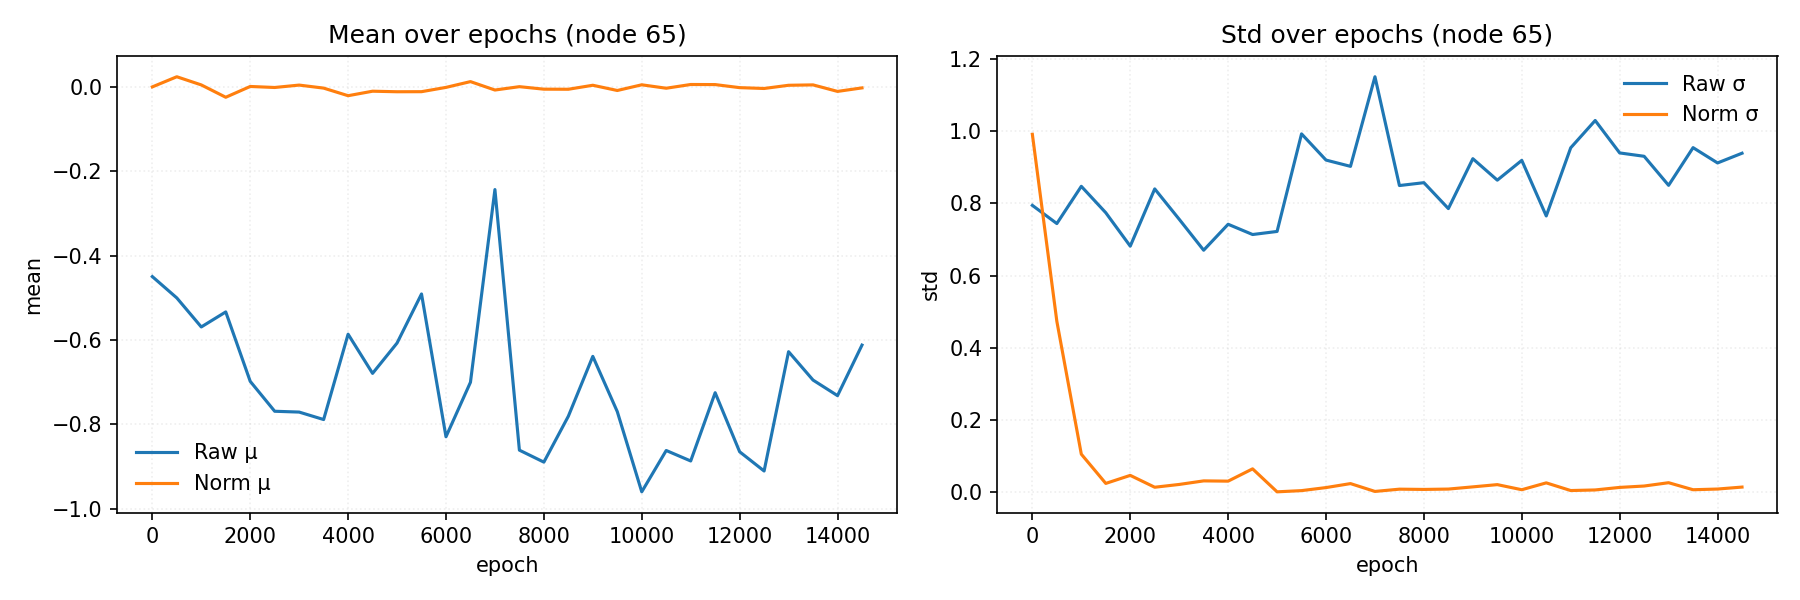 Mean over epochs (node 65)
0.0
−0.2
−0.4
−0.6
−0.8
−1.0
mean
Raw μ
Norm μ
0 2000 4000 6000 8000 10000 12000 14000
epoch
Std over epochs (node 65)
1.2
1.0
0.8
0.6
0.4
0.2
0.0
std
Raw σ
Norm σ
0 2000 4000 6000 8000 10000 12000 14000
epoch